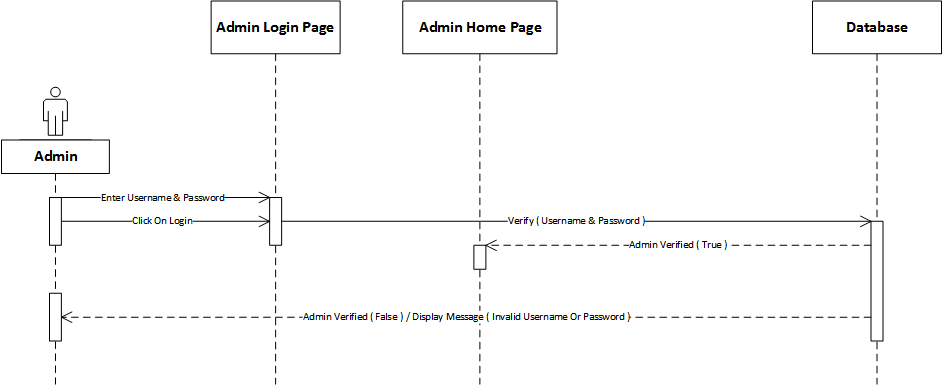 Admin Login Page
Admin Home Page
Database
Admin
Enter Username & Password
Click On Login
Verify ( Username & Password )
Admin Verified ( True )
Admin Verified ( False ) / Display Message ( Invalid Username Or Password )